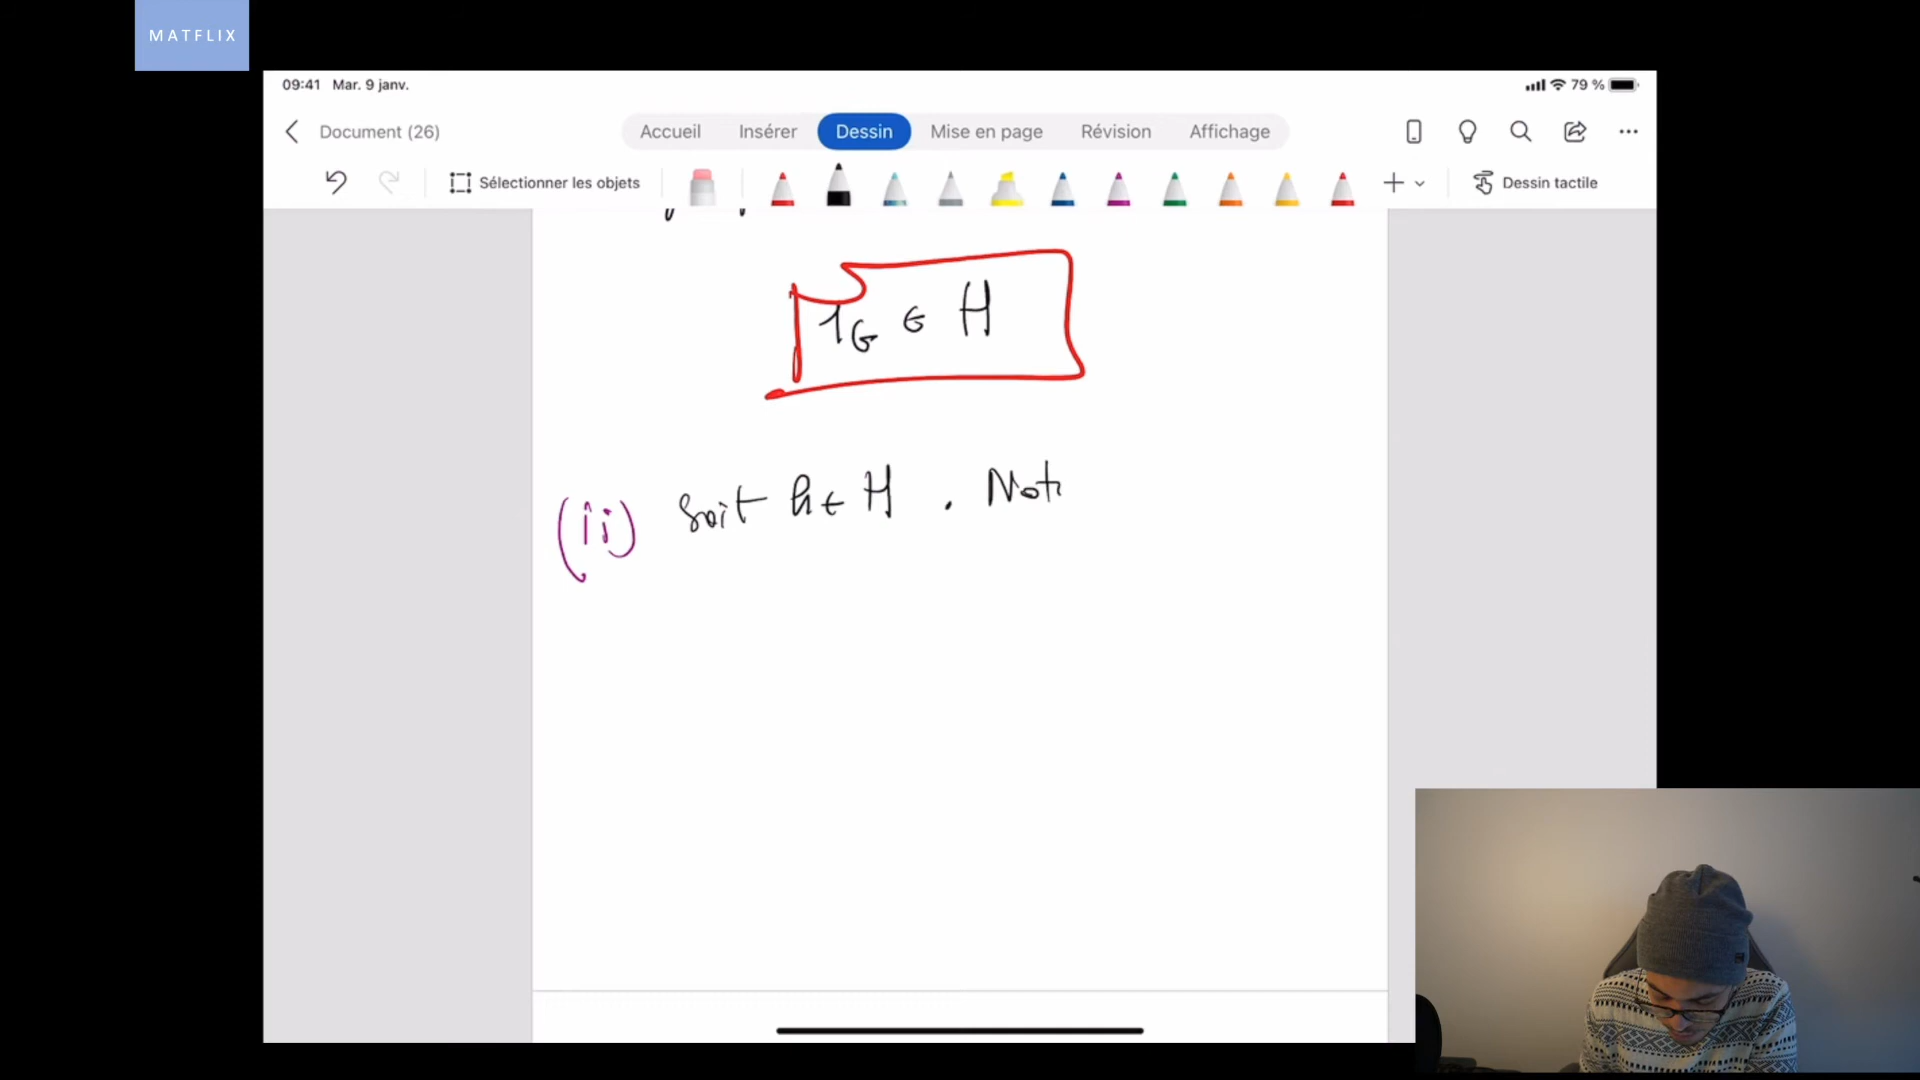 MATFLIX
09:41 Mar. 9 janv. 79 %
Document (26) Accueil Insérer Dessin Mise en page Révision Affichage
Sélectionner les objets Dessin tactile
1G ∈ H
(ii) Soit h ∈ H . Not